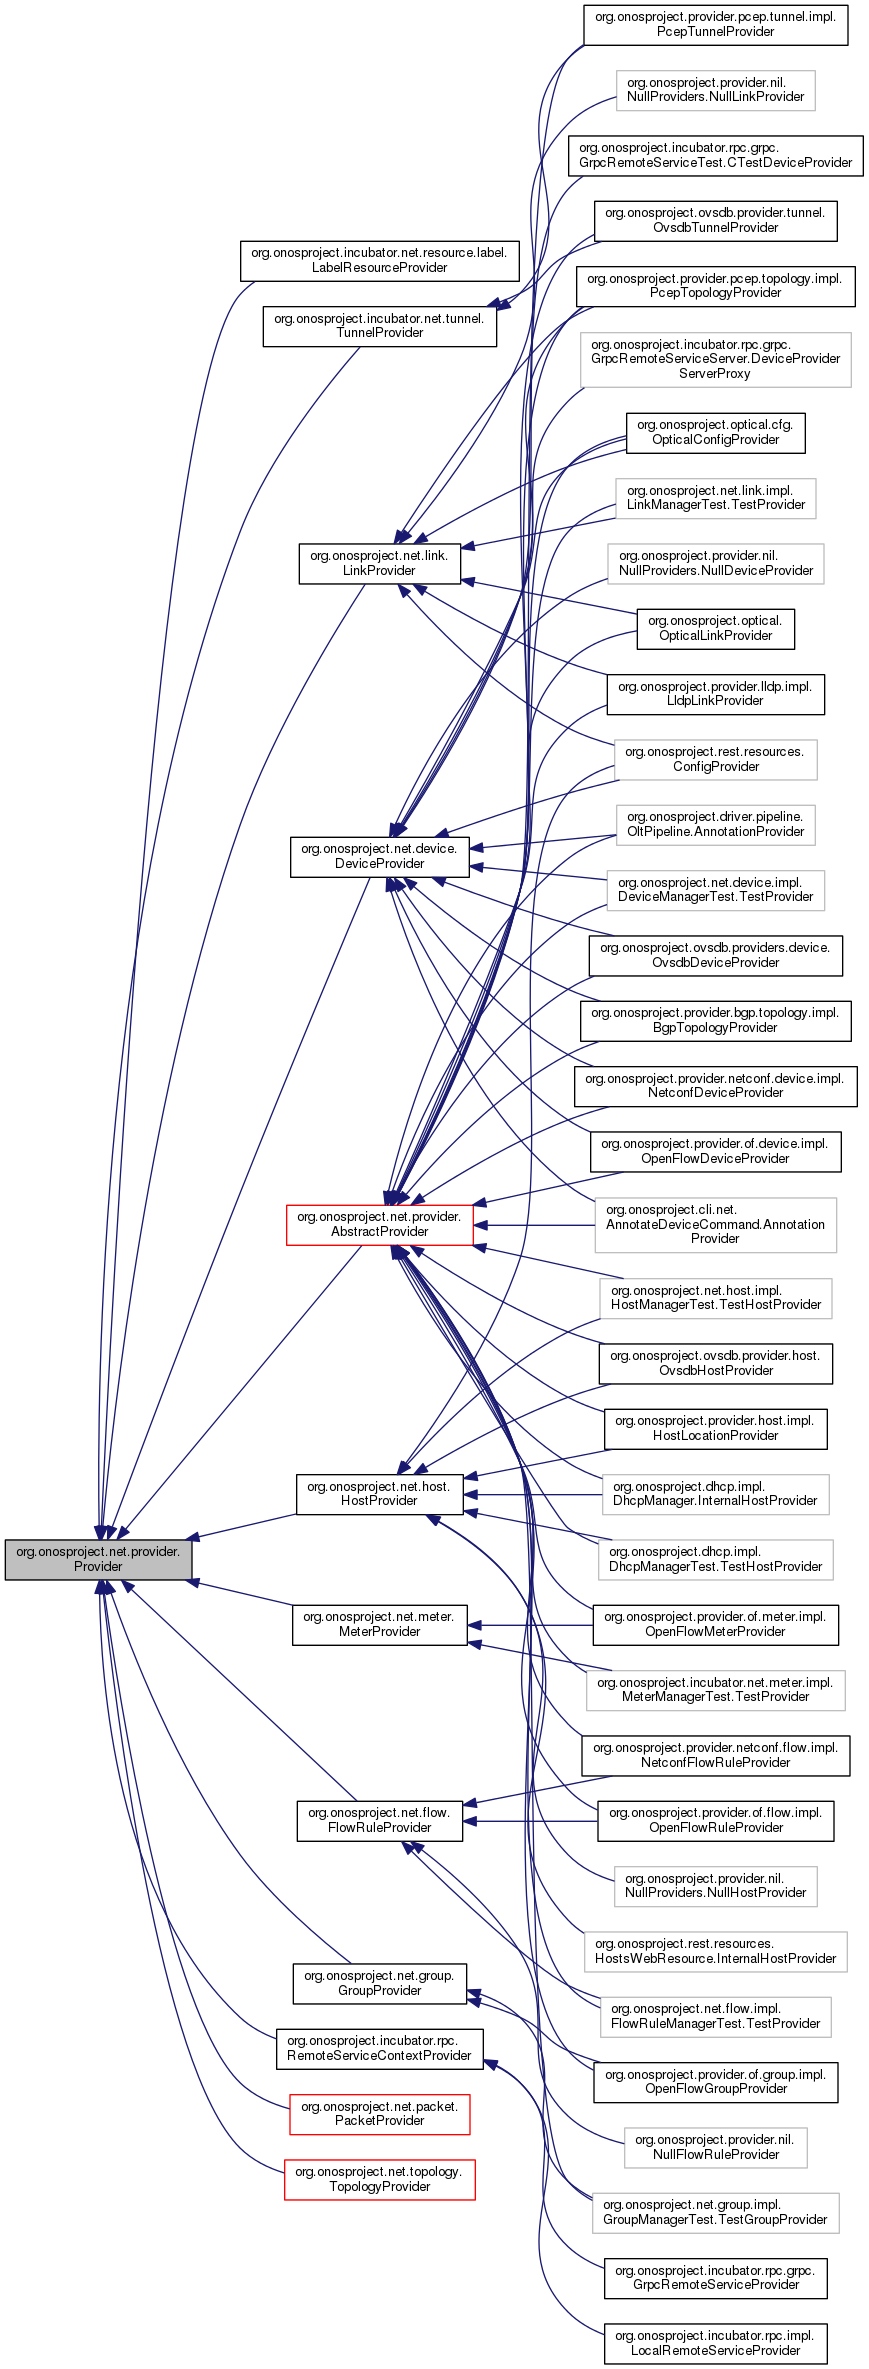 org.onosproject.provider.pcep.tunnel.impl.
PcepTunnelProvider
org.onosproject.provider.nil.
NullProviders.NullLinkProvider
org.onosproject.incubator.rpc.grpc.
GrpcRemoteServiceTest.CTestDeviceProvider
org.onosproject.ovsdb.provider.tunnel.
OvsdbTunnelProvider
org.onosproject.incubator.net.resource.label.
LabelResourceProvider
org.onosproject.provider.pcep.topology.impl.
PcepTopologyProvider
org.onosproject.incubator.net.tunnel.
TunnelProvider
org.onosproject.incubator.rpc.grpc.
GrpcRemoteServiceServer.DeviceProvider
ServerProxy
org.onosproject.optical.cfg.
OpticalConfigProvider
org.onosproject.net.link.impl.
LinkManagerTest.TestProvider
org.onosproject.net.link.
LinkProvider
org.onosproject.provider.nil.
NullProviders.NullDeviceProvider
org.onosproject.optical.
OpticalLinkProvider
org.onosproject.provider.lldp.impl.
LldpLinkProvider
org.onosproject.rest.resources.
ConfigProvider
org.onosproject.driver.pipeline.
OltPipeline.AnnotationProvider
org.onosproject.net.device.
DeviceProvider
org.onosproject.net.device.impl.
DeviceManagerTest.TestProvider
org.onosproject.ovsdb.providers.device.
OvsdbDeviceProvider
org.onosproject.provider.bgp.topology.impl.
BgpTopologyProvider
org.onosproject.provider.netconf.device.impl.
NetconfDeviceProvider
org.onosproject.provider.of.device.impl.
OpenFlowDeviceProvider
org.onosproject.net.provider.
AbstractProvider
org.onosproject.cli.net.
AnnotateDeviceCommand.Annotation
Provider
org.onosproject.net.host.impl.
HostManagerTest.TestHostProvider
org.onosproject.ovsdb.provider.host.
OvsdbHostProvider
org.onosproject.provider.host.impl.
HostLocationProvider
org.onosproject.net.host.
HostProvider
org.onosproject.dhcp.impl.
DhcpManager.InternalHostProvider
org.onosproject.net.provider.
Provider
org.onosproject.dhcp.impl.
DhcpManagerTest.TestHostProvider
org.onosproject.net.meter.
MeterProvider
org.onosproject.provider.of.meter.impl.
OpenFlowMeterProvider
org.onosproject.incubator.net.meter.impl.
MeterManagerTest.TestProvider
org.onosproject.provider.netconf.flow.impl.
NetconfFlowRuleProvider
org.onosproject.net.flow.
FlowRuleProvider
org.onosproject.provider.of.flow.impl.
OpenFlowRuleProvider
org.onosproject.provider.nil.
NullProviders.NullHostProvider
org.onosproject.rest.resources.
HostsWebResource.InternalHostProvider
org.onosproject.net.group.
GroupProvider
org.onosproject.net.flow.impl.
FlowRuleManagerTest.TestProvider
org.onosproject.incubator.rpc.
RemoteServiceContextProvider
org.onosproject.provider.of.group.impl.
OpenFlowGroupProvider
org.onosproject.net.packet.
PacketProvider
org.onosproject.provider.nil.
NullFlowRuleProvider
org.onosproject.net.topology.
TopologyProvider
org.onosproject.net.group.impl.
GroupManagerTest.TestGroupProvider
org.onosproject.incubator.rpc.grpc.
GrpcRemoteServiceProvider
org.onosproject.incubator.rpc.impl.
LocalRemoteServiceProvider